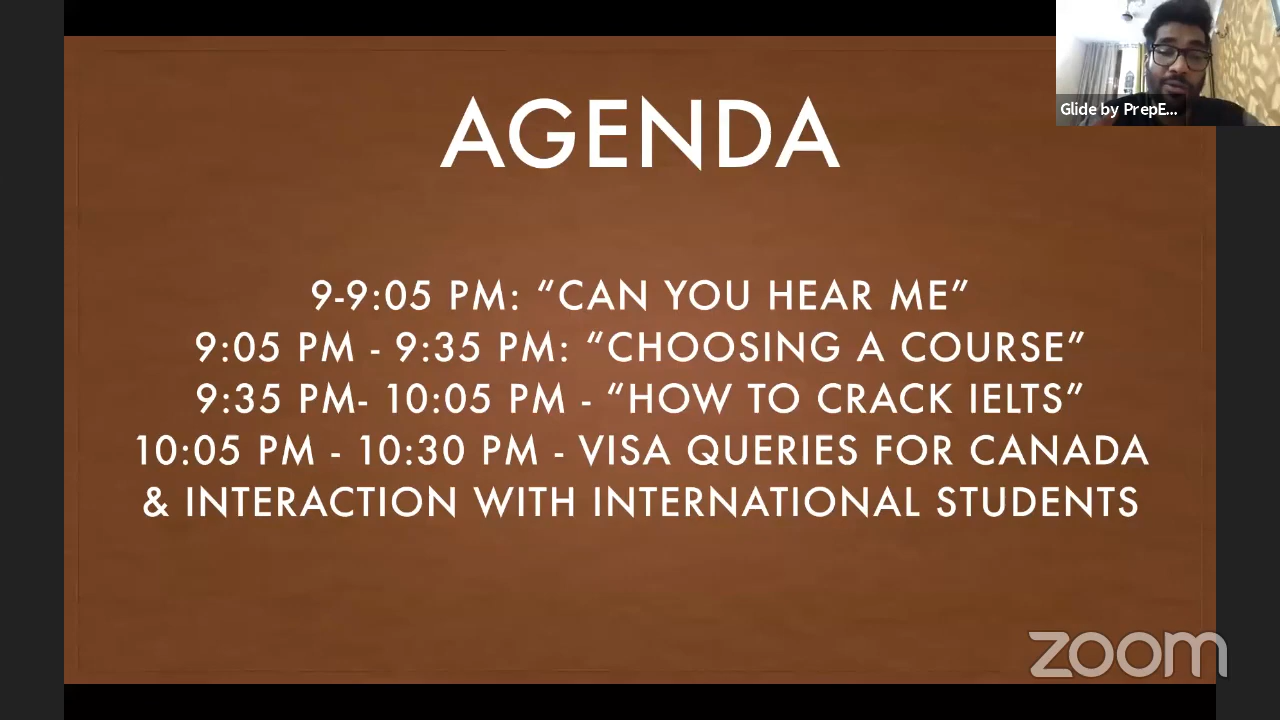 Glide by PrepE...
AGENDA
9-9:05 PM: “CAN YOU HEAR ME”
9:05 PM - 9:35 PM: “CHOOSING A COURSE”
9:35 PM- 10:05 PM - “HOW TO CRACK IELTS”
10:05 PM - 10:30 PM - VISA QUERIES FOR CANADA
& INTERACTION WITH INTERNATIONAL STUDENTS
zoom